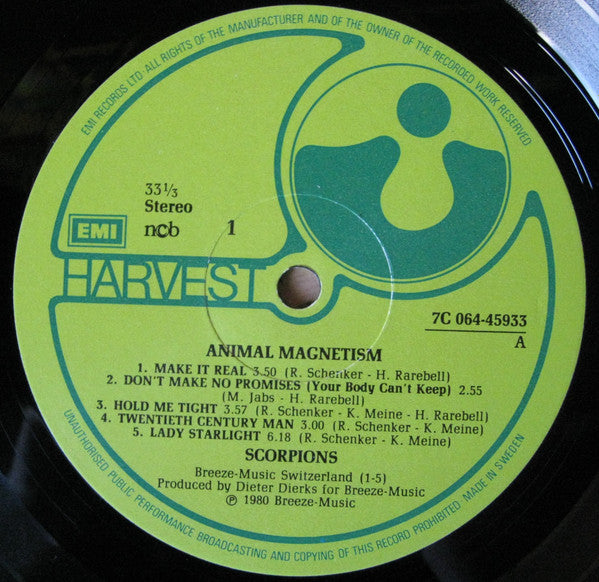 EMI RECORDS LTD. ALL RIGHTS OF THE MANUFACTURER AND OF THE OWNER OF THE RECORDED WORK RESERVED
33⅓
Stereo
EMI
ncb
1
HARVEST
7C 064-45933
A
ANIMAL MAGNETISM
1. MAKE IT REAL 3.50 (R. Schenker - H. Rarebell)
2. DON'T MAKE NO PROMISES (Your Body Can't Keep) 2.55
(M. Jabs - H. Rarebell)
3. HOLD ME TIGHT 3.57 (R. Schenker - K. Meine - H. Rarebell)
4. TWENTIETH CENTURY MAN 3.00 (R. Schenker - K. Meine)
5. LADY STARLIGHT 6.18 (R. Schenker - K. Meine)
SCORPIONS
Breeze-Music Switzerland (1-5)
Produced by Dieter Dierks for Breeze-Music
℗ 1980 Breeze-Music
UNAUTHORISED PUBLIC PERFORMANCE BROADCASTING AND COPYING OF THIS RECORD PROHIBITED. MADE IN SWEDEN